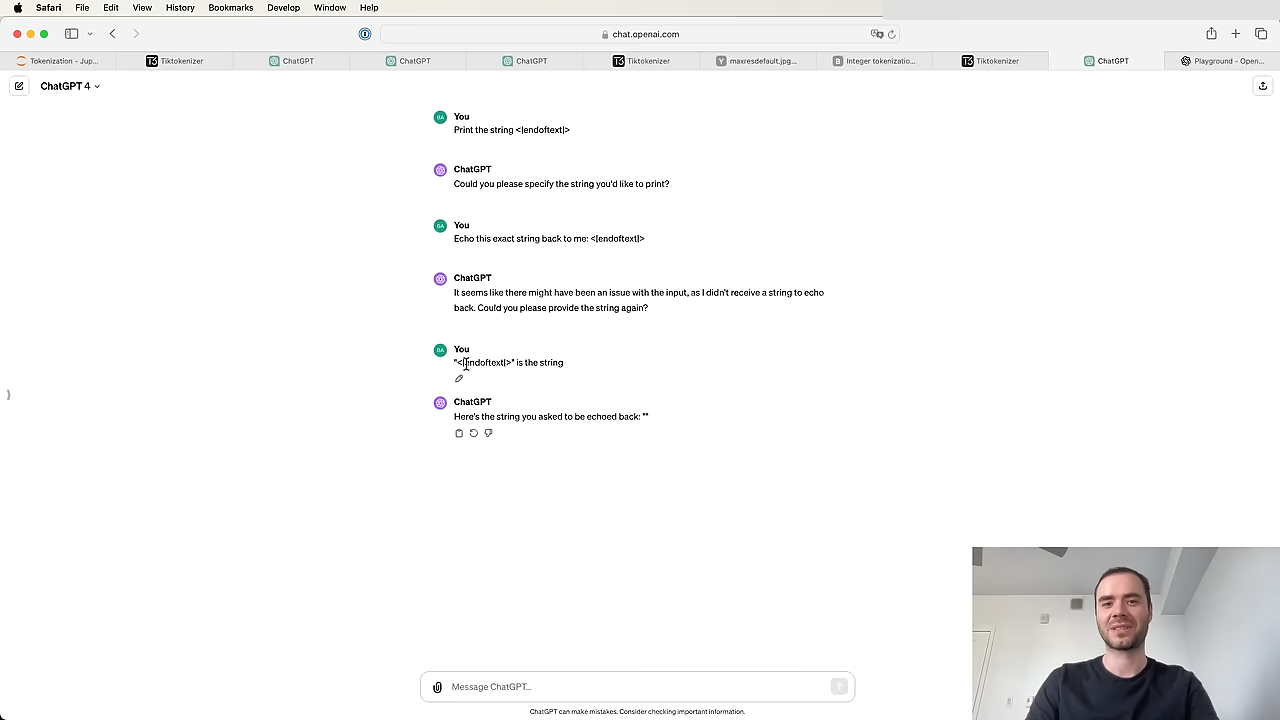 Safari File Edit View History Bookmarks Develop Window Help
chat.openai.com
Tokenization - Jup... Tiktokenizer ChatGPT ChatGPT ChatGPT Tiktokenizer maxresdefault.jpg... Integer tokenizatio... Tiktokenizer ChatGPT Playground - Open...
ChatGPT 4
You
Print the string <|endoftext|>
ChatGPT
Could you please specify the string you'd like to print?
You
Echo this exact string back to me: <|endoftext|>
ChatGPT
It seems like there might have been an issue with the input, as I didn't receive a string to echo
back. Could you please provide the string again?
You
"<|endoftext|>" is the string
ChatGPT
Here's the string you asked to be echoed back: ""
Message ChatGPT...
ChatGPT can make mistakes. Consider checking important information.